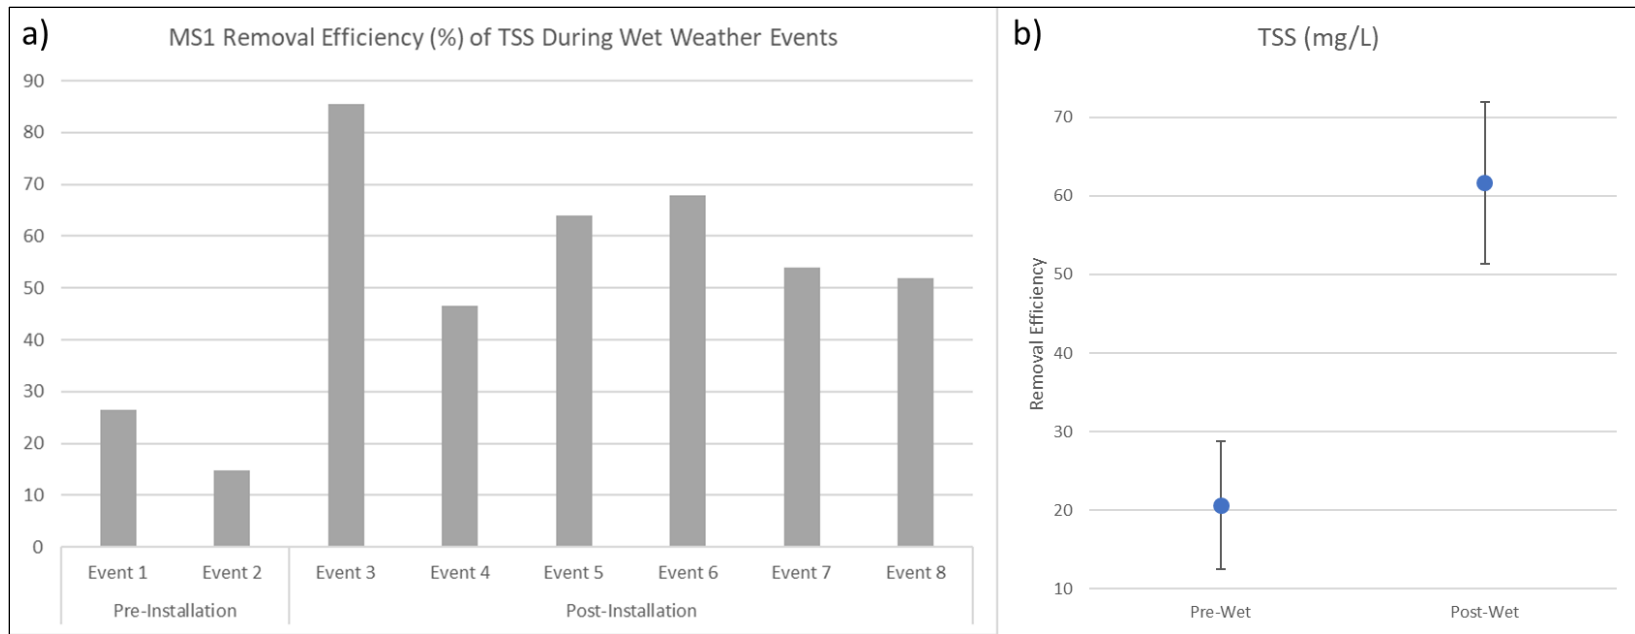 a)
MS1 Removal Efficiency (%) of TSS During Wet Weather Events
90
80
70
60
50
40
30
20
10
0
Event 1 Event 2 Event 3 Event 4 Event 5 Event 6 Event 7 Event 8
Pre-Installation Post-Installation
b)
TSS (mg/L)
Removal Efficiency
70
60
50
40
30
20
10
Pre-Wet Post-Wet